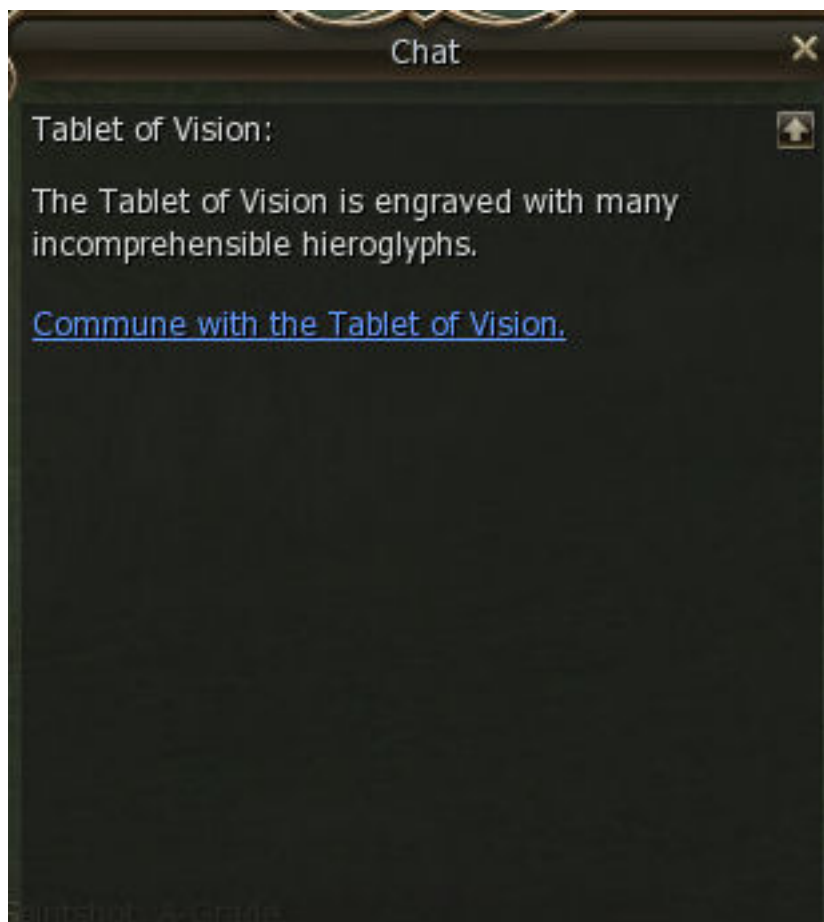 Chat
Tablet of Vision:
The Tablet of Vision is engraved with many
incomprehensible hieroglyphs.
Commune with the Tablet of Vision.